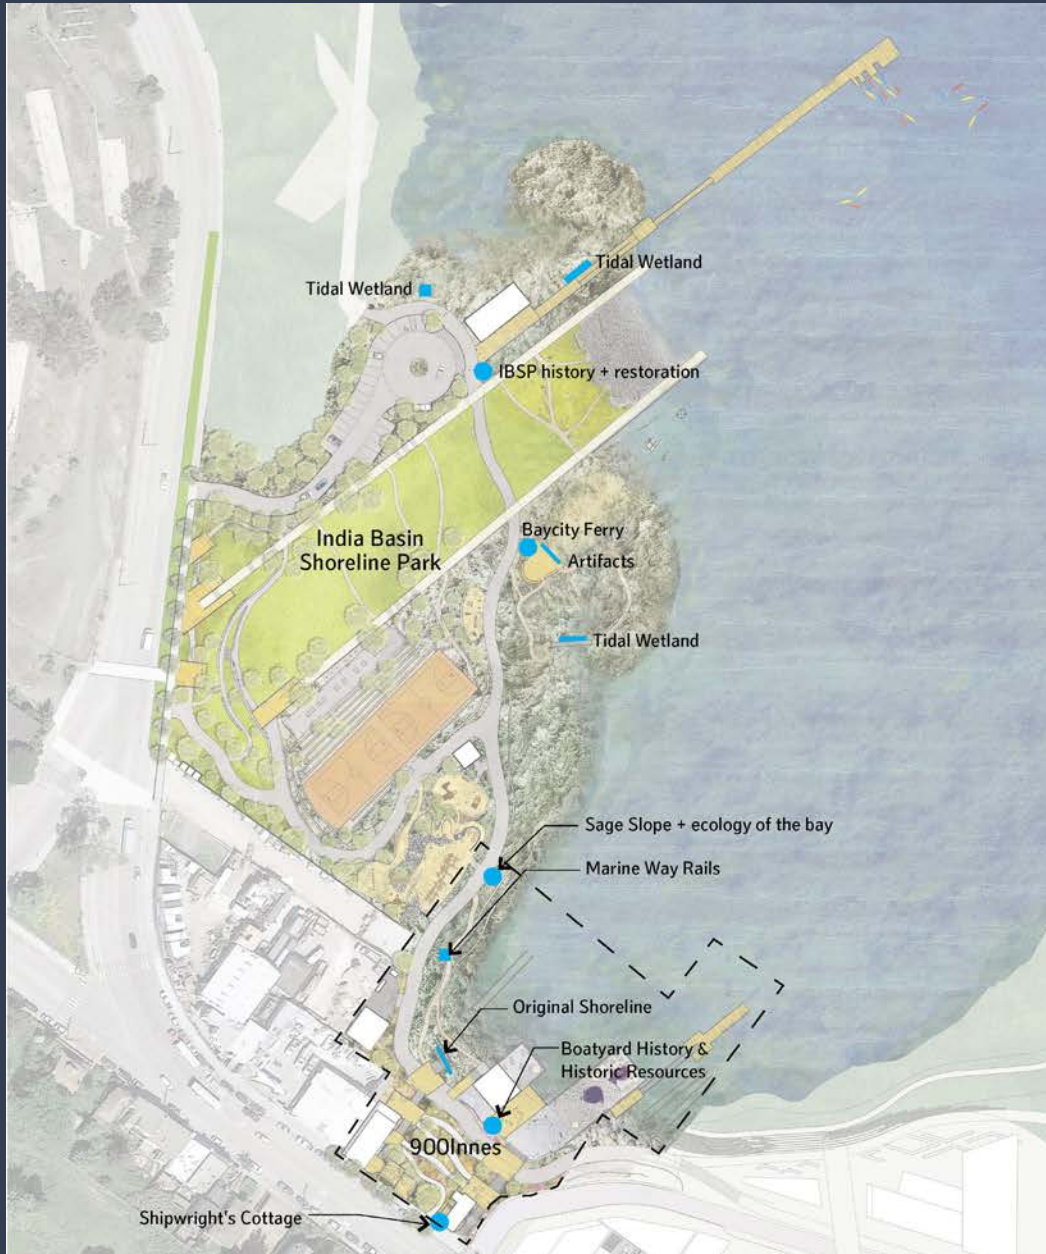 Tidal Wetland
Tidal Wetland
IBSP history + restoration
India Basin
Shoreline Park
Baycity Ferry
Artifacts
Tidal Wetland
Sage Slope + ecology of the bay
Marine Way Rails
Original Shoreline
Boatyard History &
Historic Resources
900Innes
Shipwright's Cottage